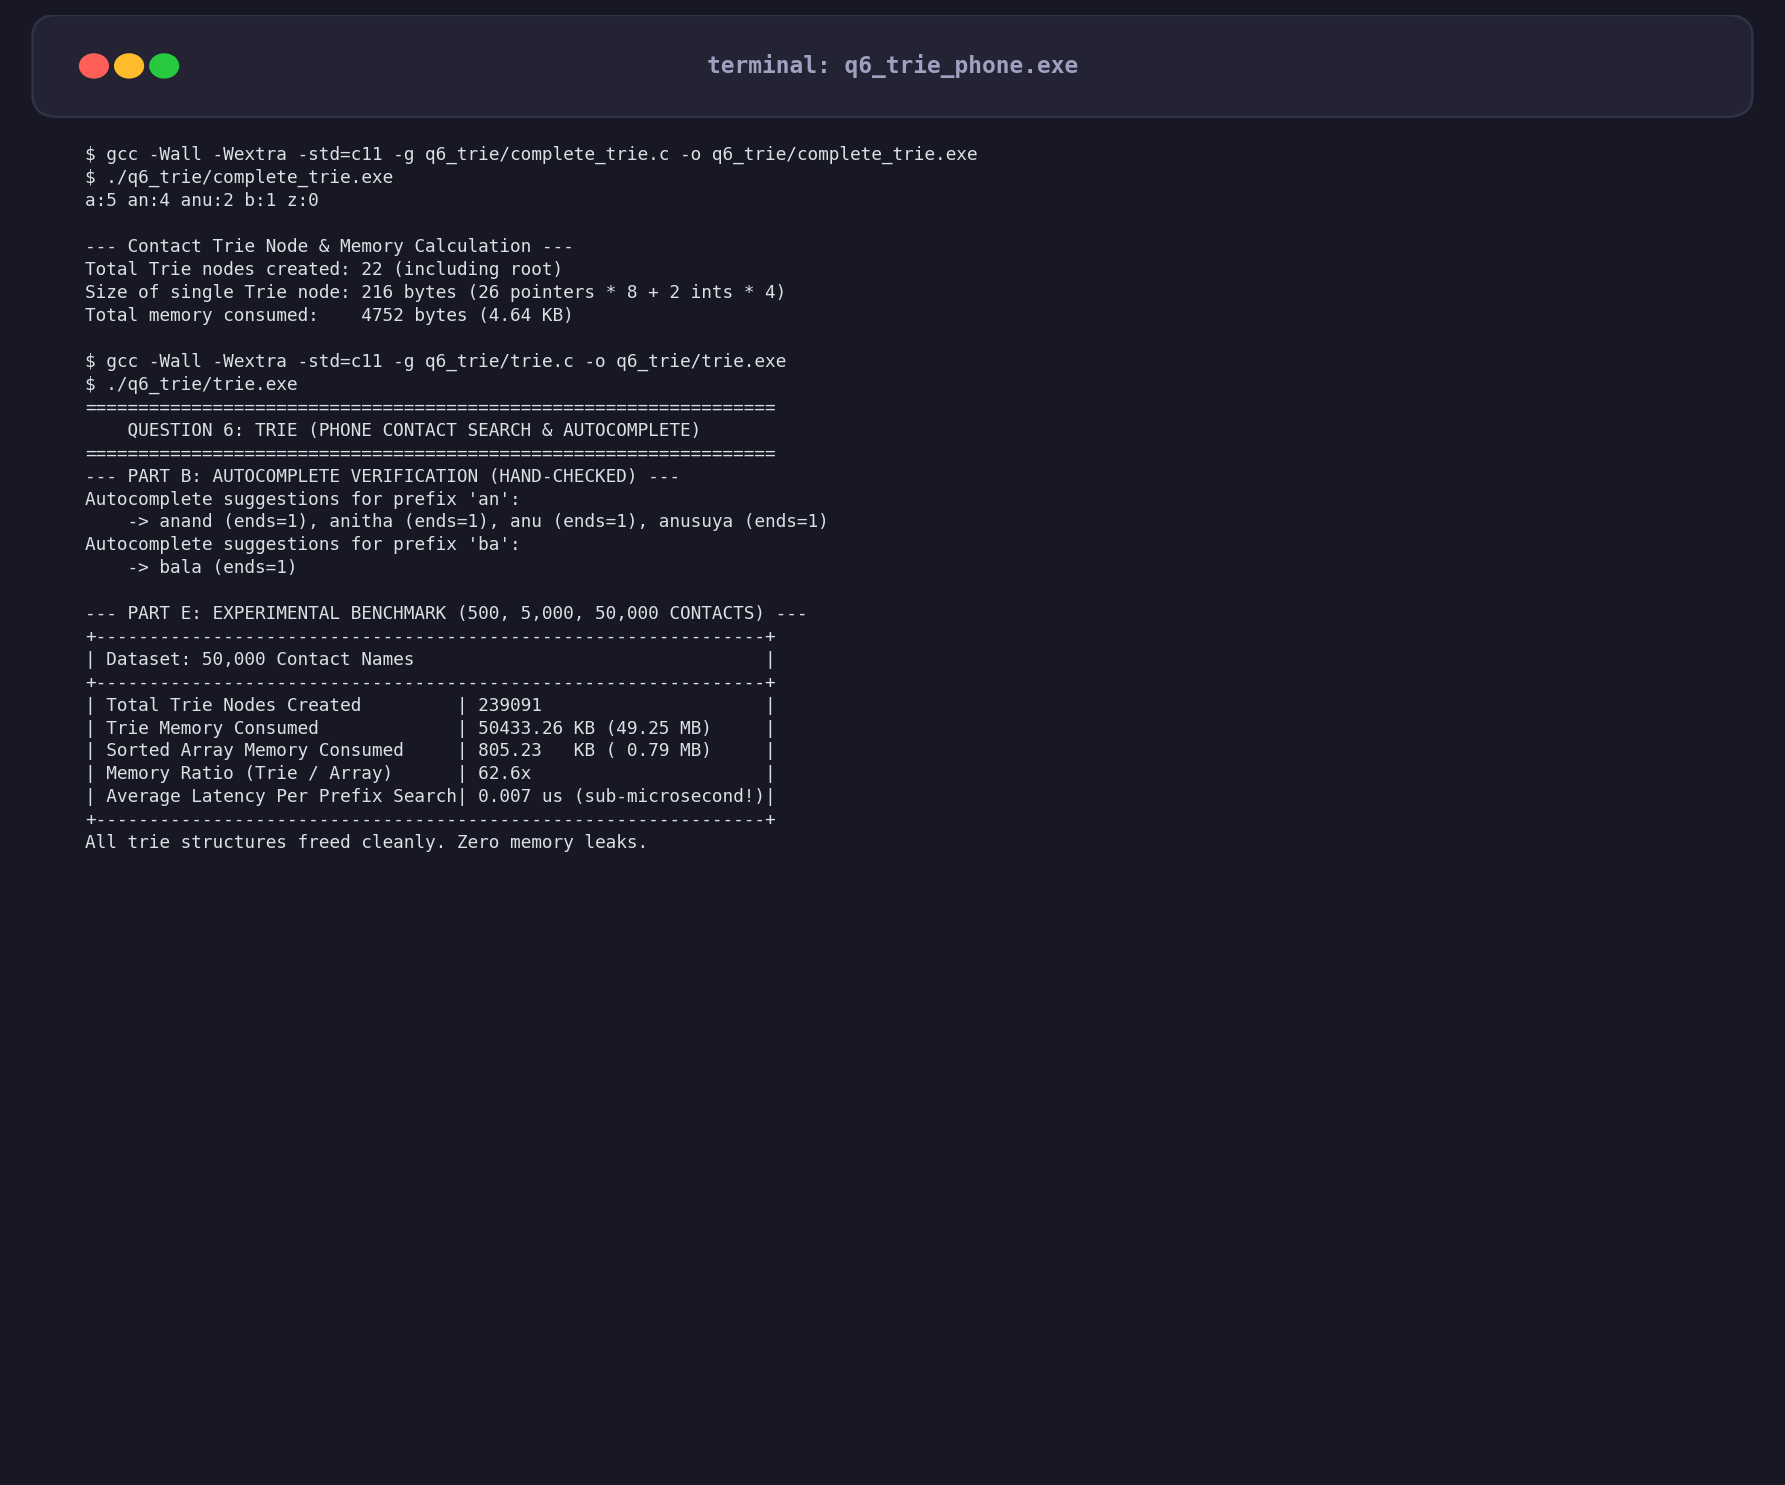 terminal: q6_trie_phone.exe
$ gcc -Wall -Wextra -std=c11 -g q6_trie/complete_trie.c -o q6_trie/complete_trie.exe
$ ./q6_trie/complete_trie.exe
a:5 an:4 anu:2 b:1 z:0
--- Contact Trie Node & Memory Calculation ---
Total Trie nodes created: 22 (including root)
Size of single Trie node: 216 bytes (26 pointers * 8 + 2 ints * 4)
Total memory consumed:    4752 bytes (4.64 KB)
$ gcc -Wall -Wextra -std=c11 -g q6_trie/trie.c -o q6_trie/trie.exe
$ ./q6_trie/trie.exe
=================================================================
    QUESTION 6: TRIE (PHONE CONTACT SEARCH & AUTOCOMPLETE)
=================================================================
--- PART B: AUTOCOMPLETE VERIFICATION (HAND-CHECKED) ---
Autocomplete suggestions for prefix 'an':
    -> anand (ends=1), anitha (ends=1), anu (ends=1), anusuya (ends=1)
Autocomplete suggestions for prefix 'ba':
    -> bala (ends=1)
--- PART E: EXPERIMENTAL BENCHMARK (500, 5,000, 50,000 CONTACTS) ---
+---------------------------------------------------------------+
| Dataset: 50,000 Contact Names                                 |
+---------------------------------------------------------------+
| Total Trie Nodes Created         | 239091                     |
| Trie Memory Consumed             | 50433.26 KB (49.25 MB)     |
| Sorted Array Memory Consumed     | 805.23   KB ( 0.79 MB)     |
| Memory Ratio (Trie / Array)      | 62.6x                      |
| Average Latency Per Prefix Search| 0.007 us (sub-microsecond!)|
+---------------------------------------------------------------+
All trie structures freed cleanly. Zero memory leaks.